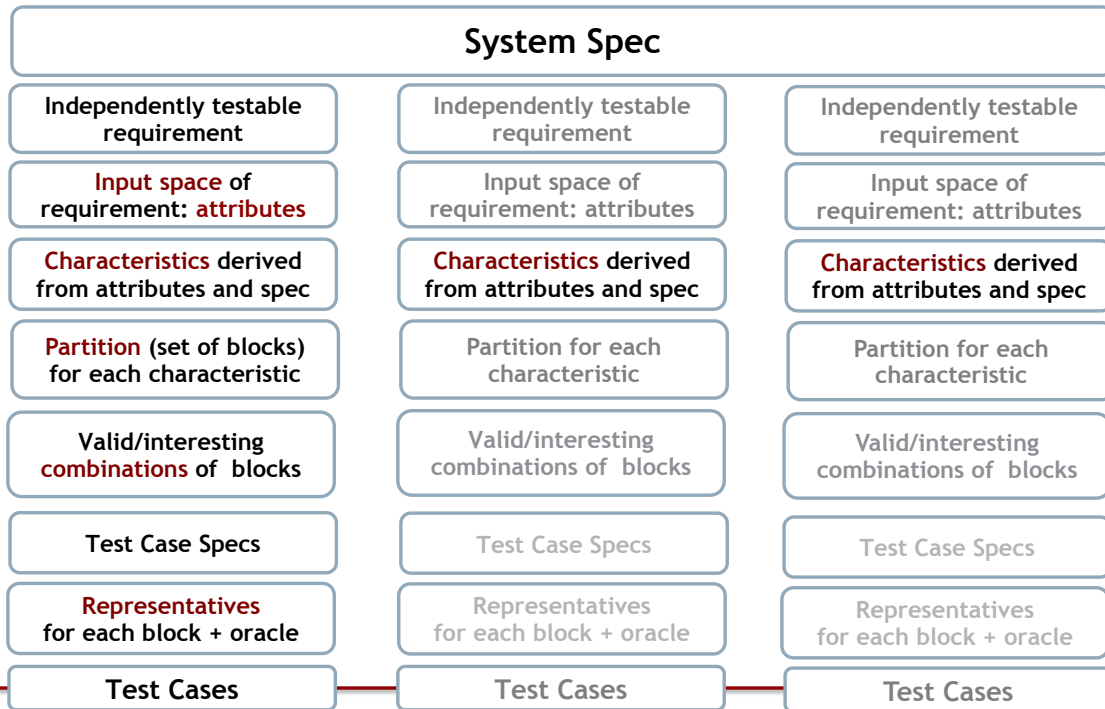 System Spec
Independently testable
requirement
Input space of
requirement: attributes
Characteristics derived
from attributes and spec
Partition (set of blocks)
for each characteristic
Valid/interesting
combinations of blocks
Test Case Specs
Representatives
for each block + oracle
Test Cases
Independently testable
requirement
Input space of
requirement: attributes
Characteristics derived
from attributes and spec
Partition for each
characteristic
Valid/interesting
combinations of blocks
Test Case Specs
Representatives
for each block + oracle
Test Cases
Independently testable
requirement
Input space of
requirement: attributes
Characteristics derived
from attributes and spec
Partition for each
characteristic
Valid/interesting
combinations of blocks
Test Case Specs
Representatives
for each block + oracle
Test Cases